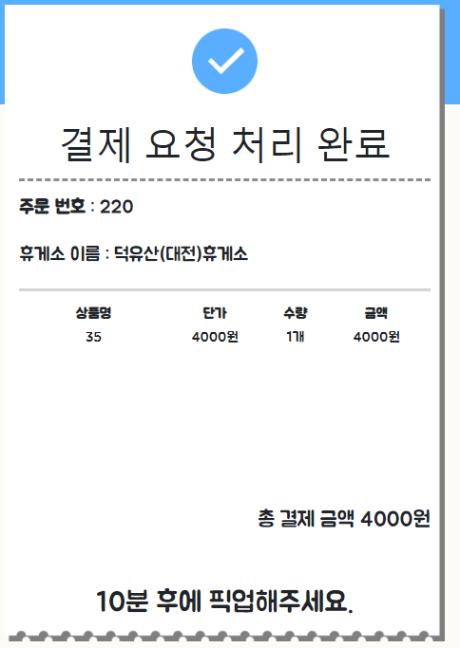 결제 요청 처리 완료
주문 번호 : 220
휴게소 이름 : 덕유산(대전)휴게소
상품명 단가 수량 금액
35 4000원 1개 4000원
총 결제 금액 4000원
10분 후에 픽업해주세요.